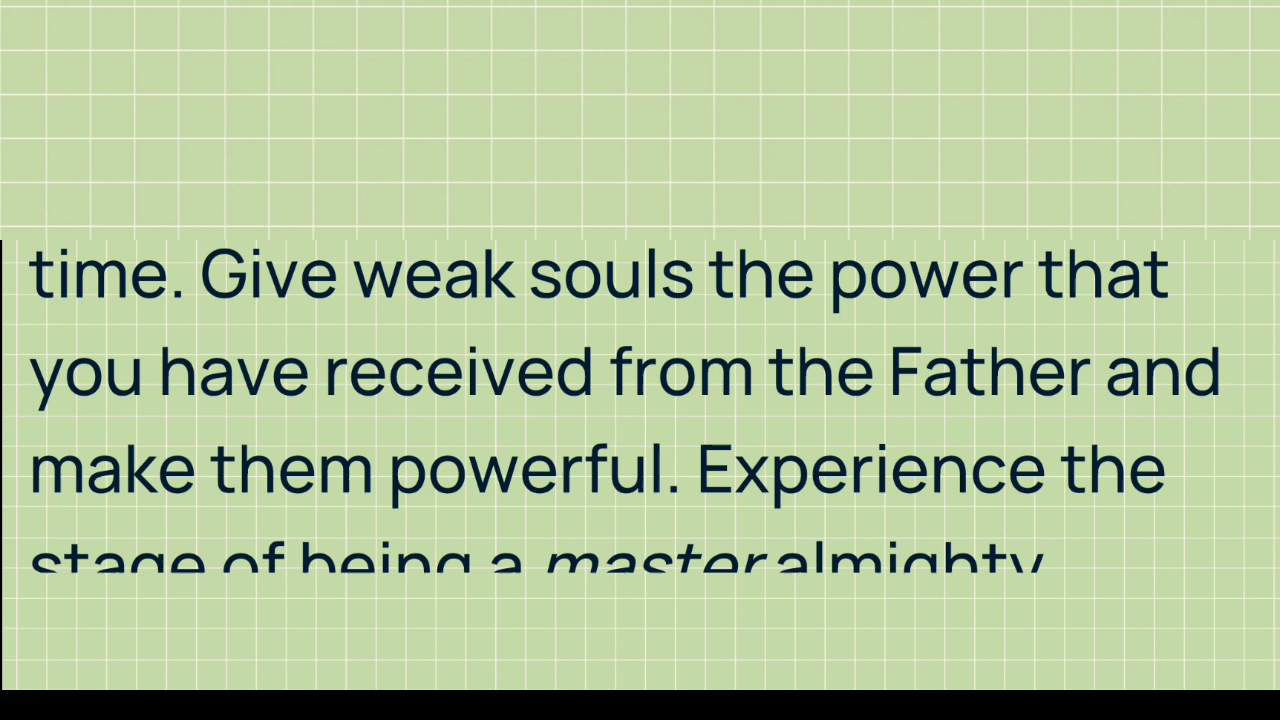 time. Give weak souls the power that
you have received from the Father and
make them powerful. Experience the
stage of being a master almighty